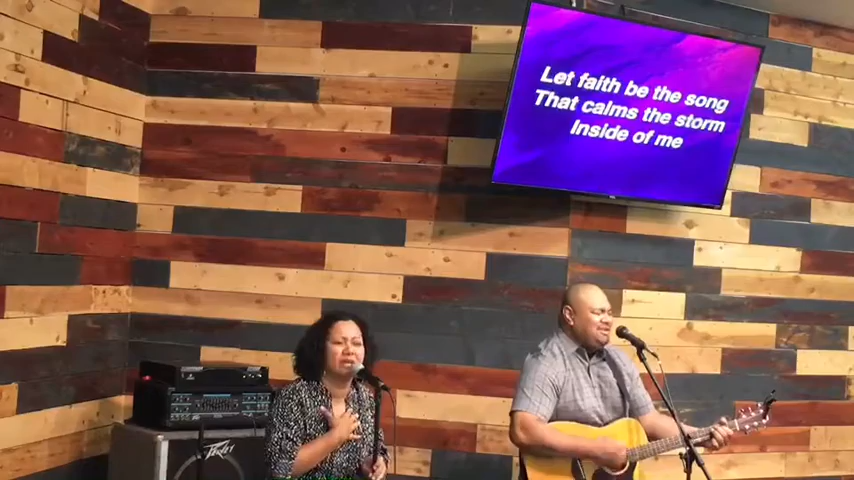 Let faith be the song
That calms the storm
Inside of me
PEAVEY